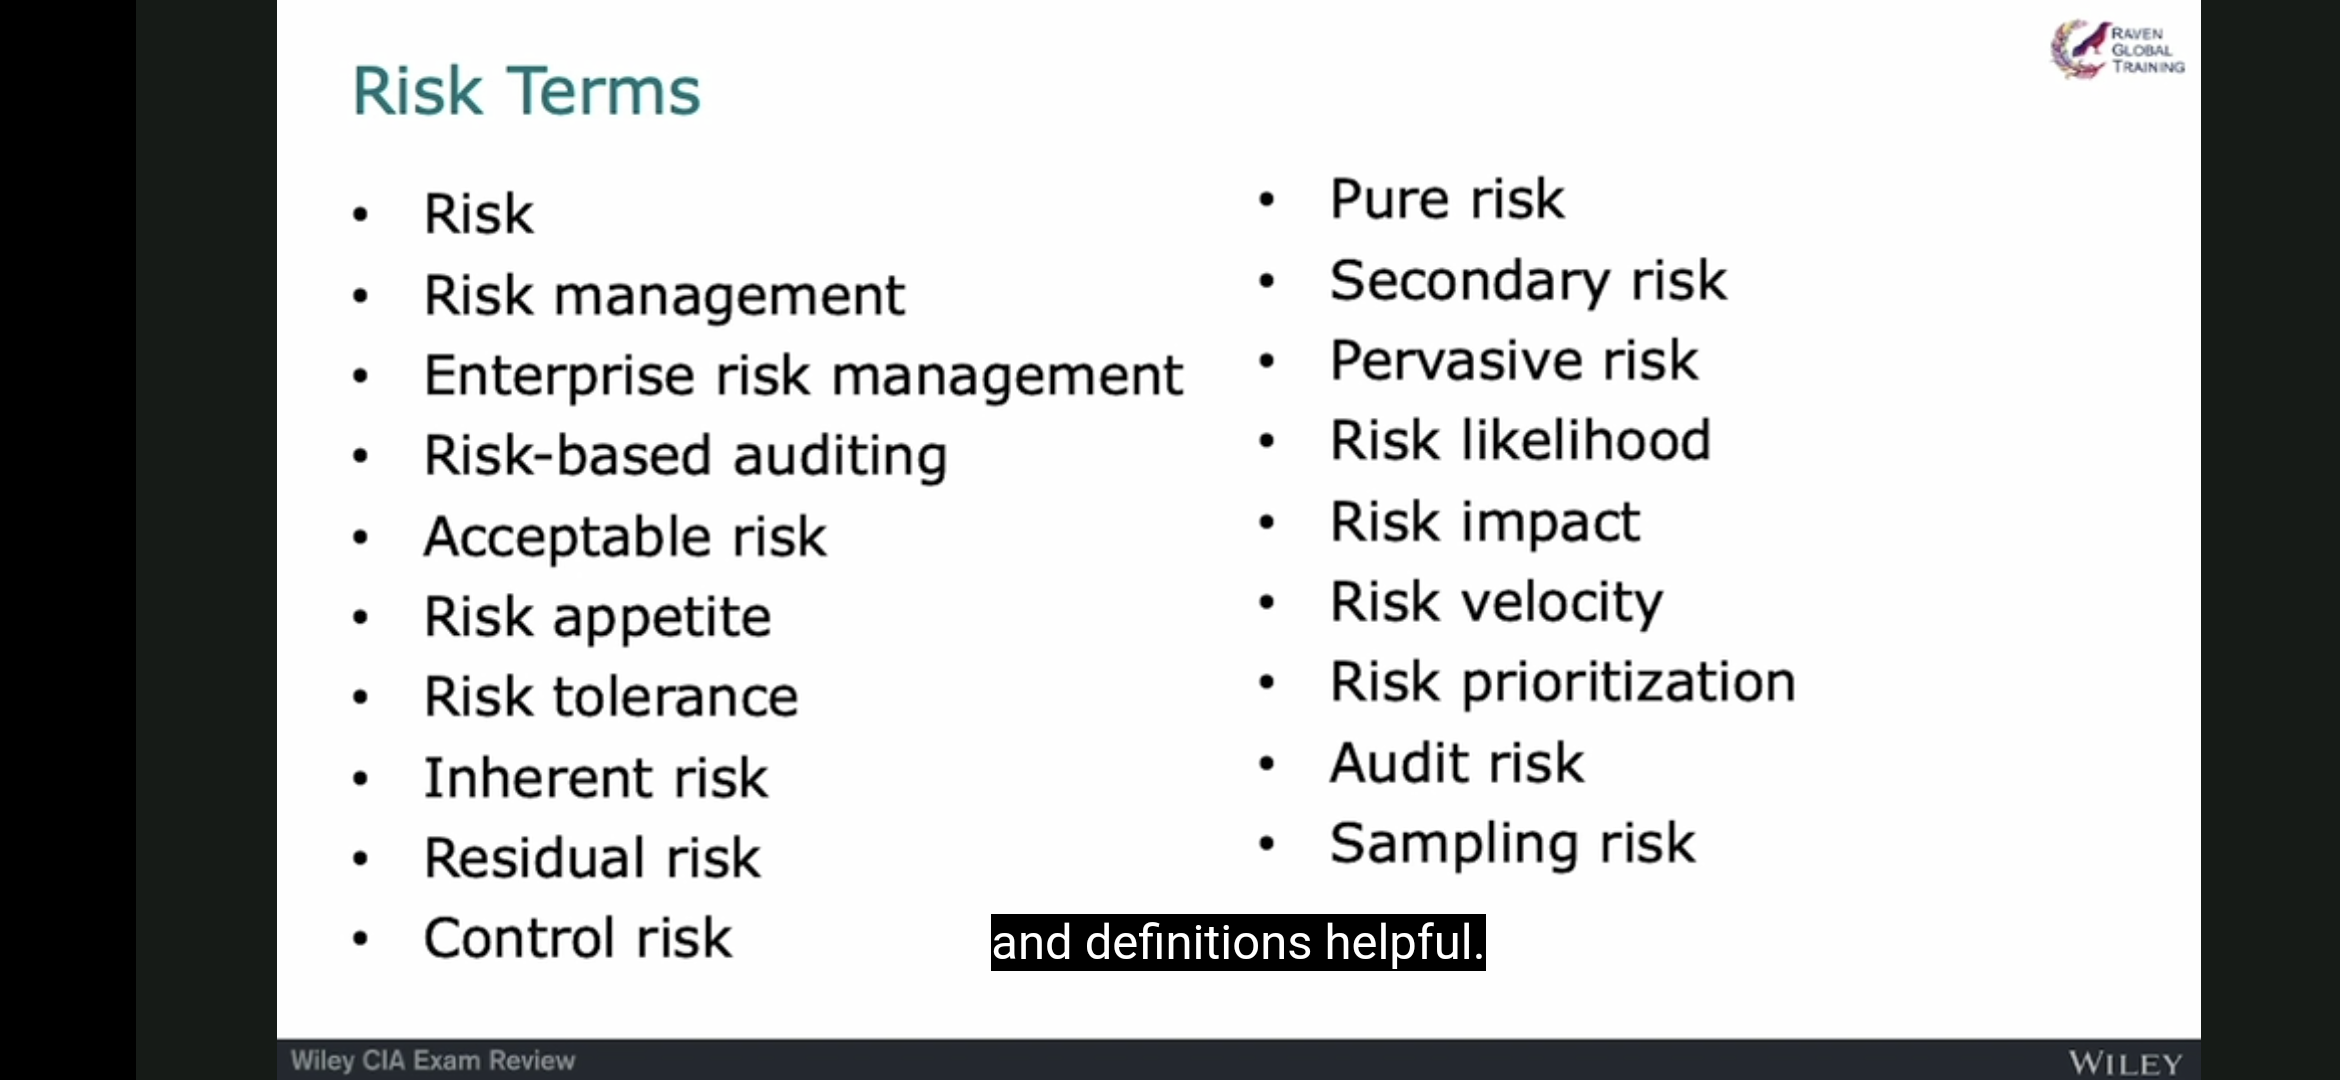 RAVEN
GLOBAL
TRAINING
Risk Terms
• Risk
• Risk management
• Enterprise risk management
• Risk-based auditing
• Acceptable risk
• Risk appetite
• Risk tolerance
• Inherent risk
• Residual risk
• Control risk
• Pure risk
• Secondary risk
• Pervasive risk
• Risk likelihood
• Risk impact
• Risk velocity
• Risk prioritization
• Audit risk
• Sampling risk
and definitions helpful.
Wiley CIA Exam Review
WILEY